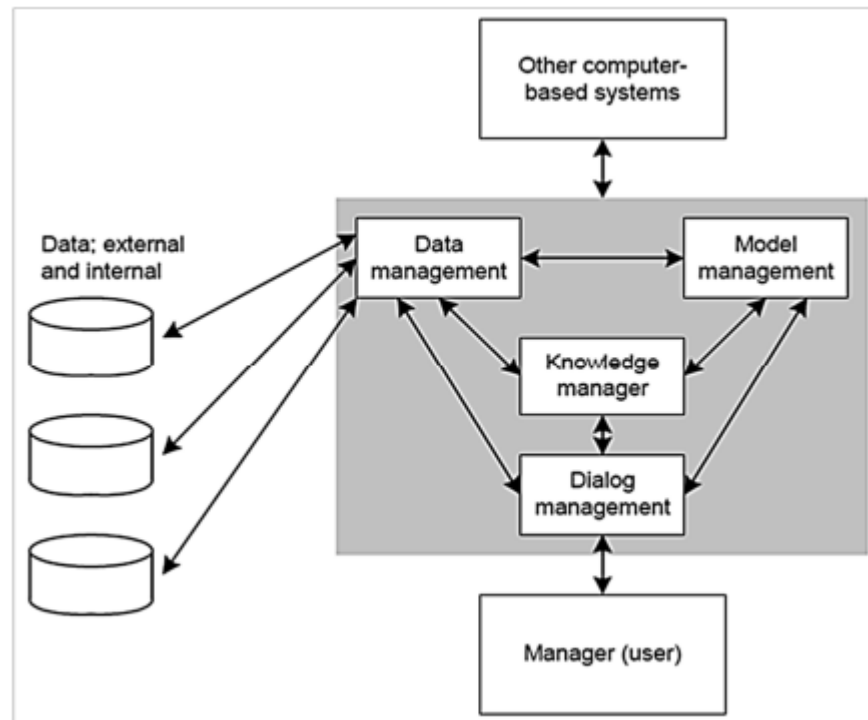 Other computer-
based systems
Data; external
and internal
Data
management
Model
management
Knowledge
manager
Dialog
management
Manager (user)